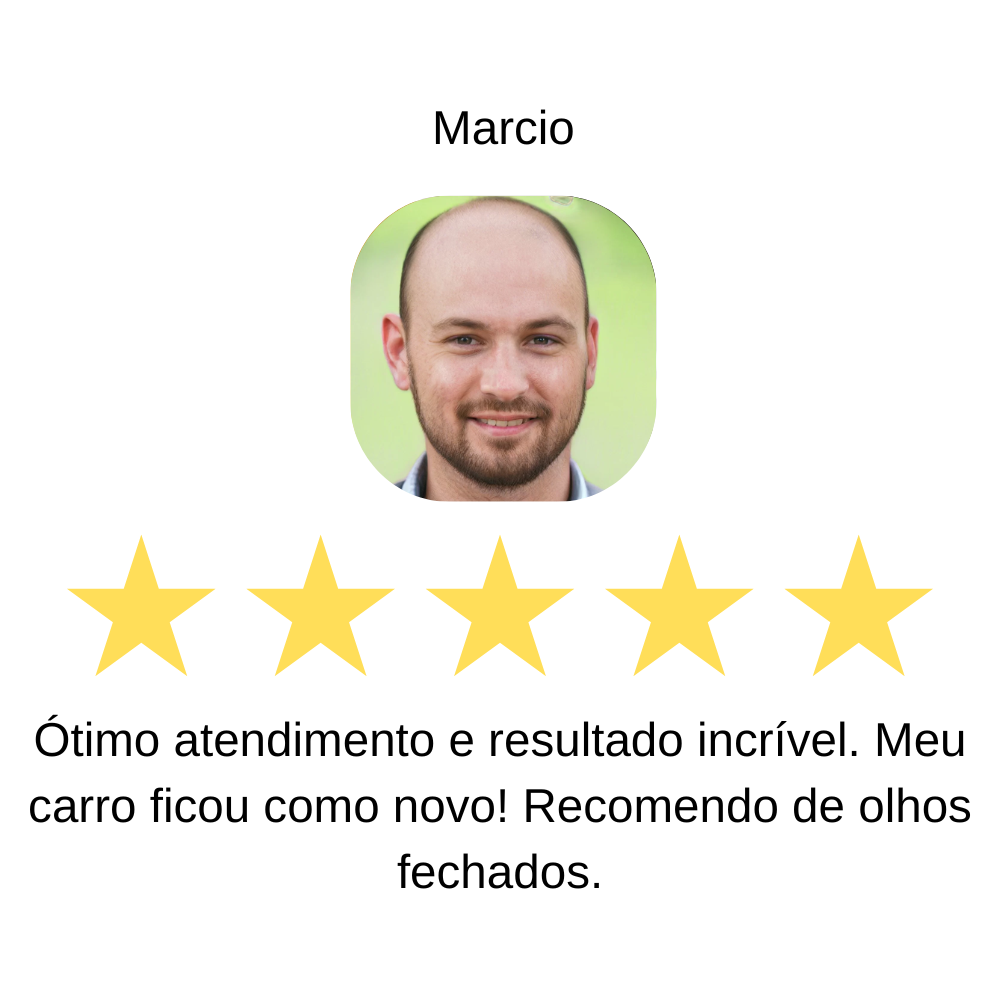 Marcio
Ótimo atendimento e resultado incrível. Meu
carro ficou como novo! Recomendo de olhos
fechados.